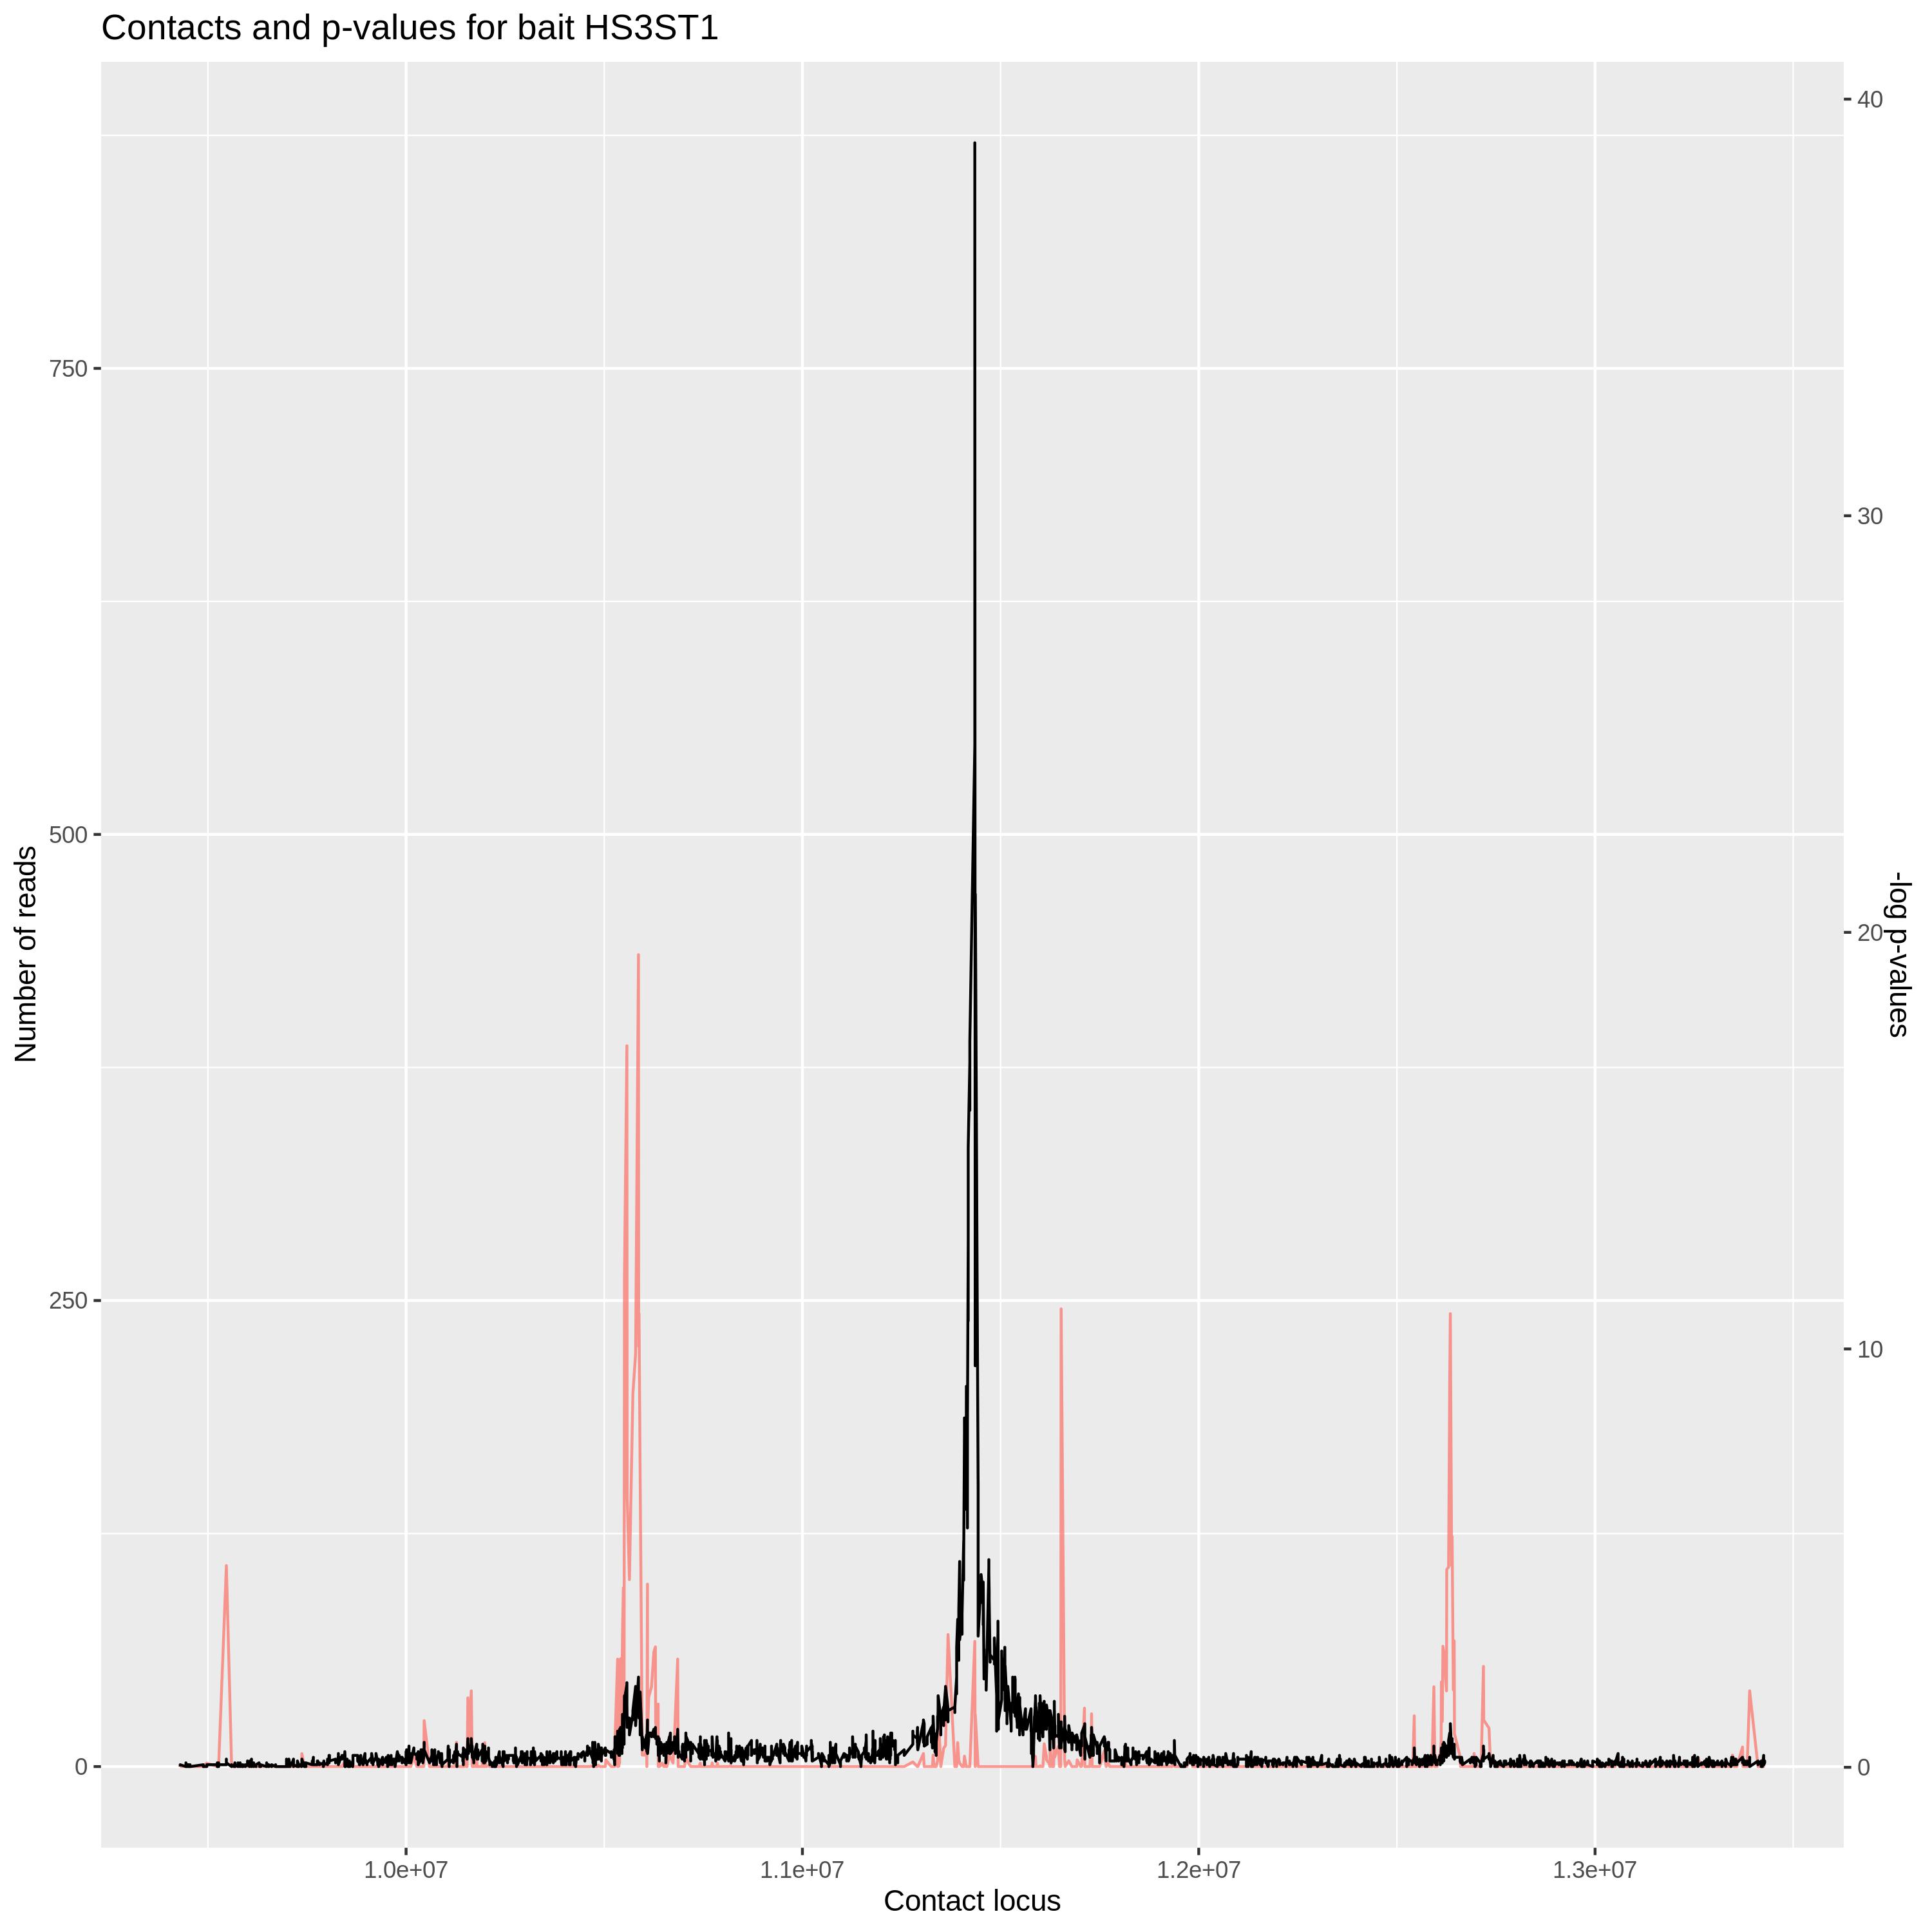 Contacts and p-values for bait HS3ST1
40
750
30
500
20
Number of reads
-log p-values
250
10
0
0
1.0e+07
1.1e+07
1.2e+07
1.3e+07
Contact locus